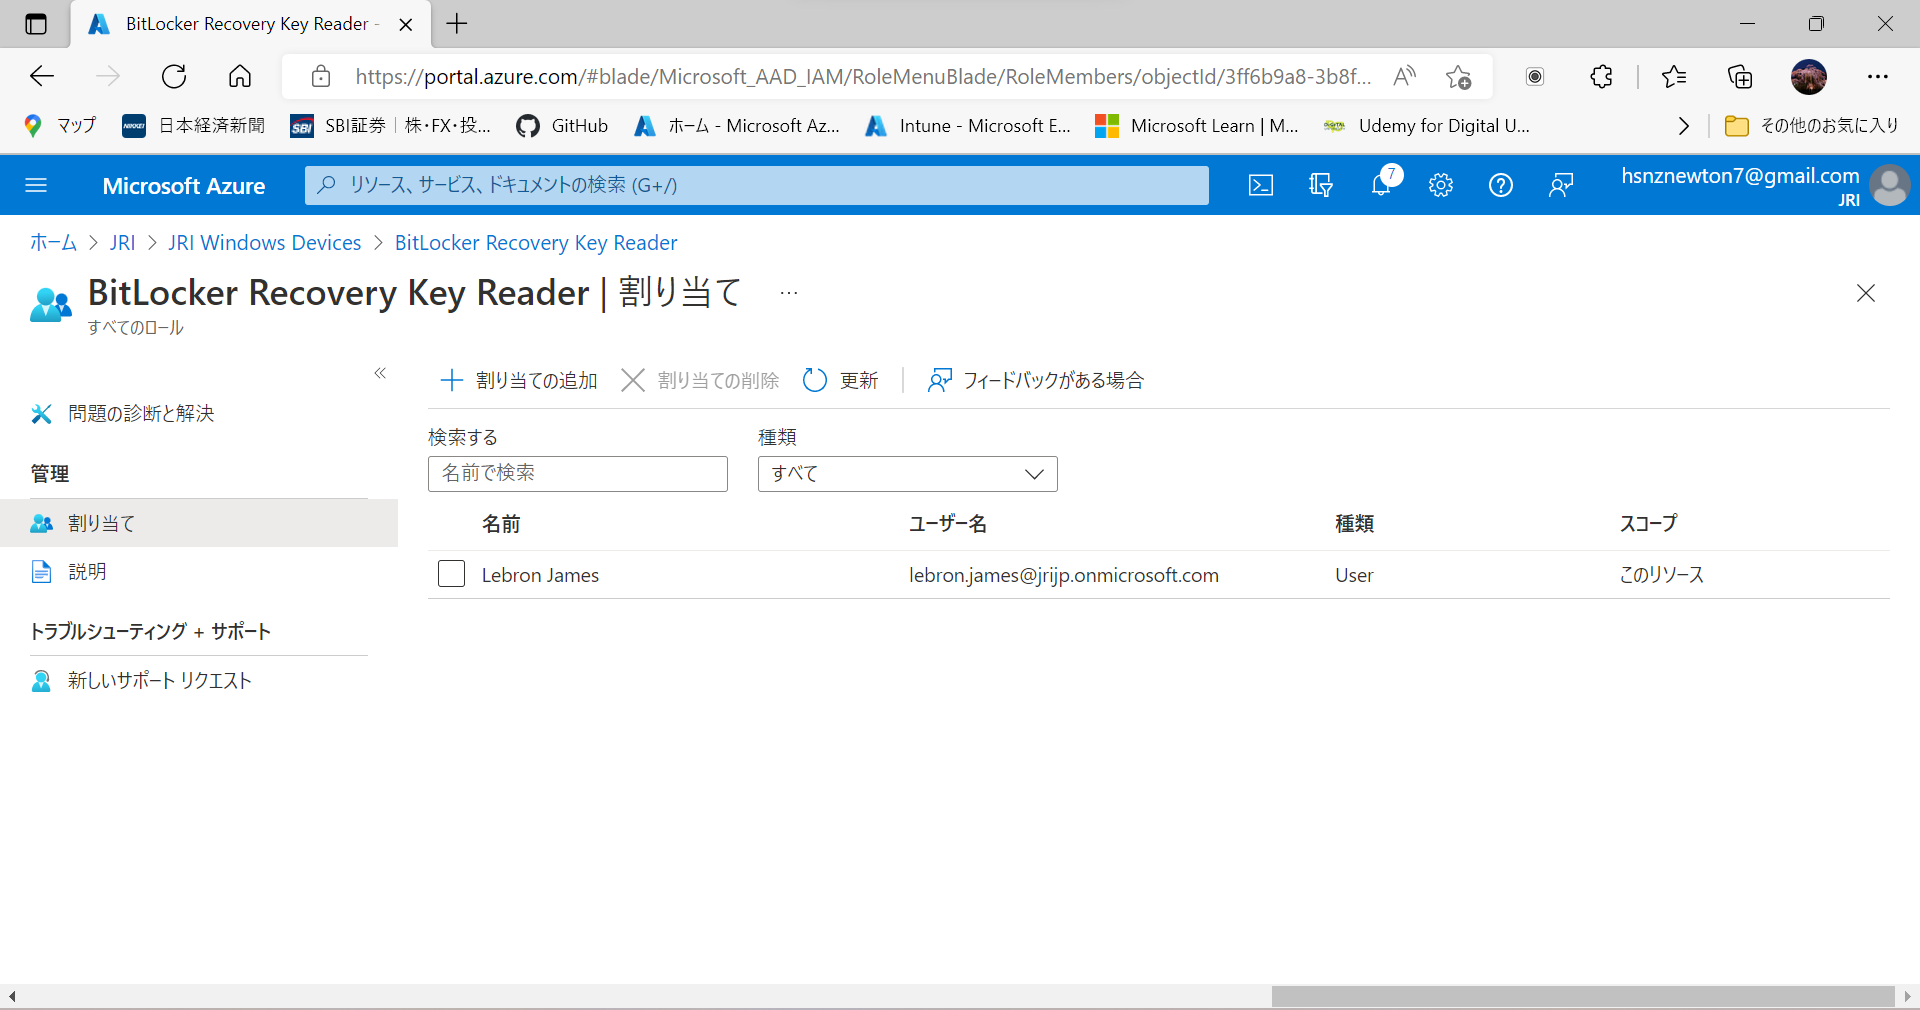 BitLocker Recovery Key Reader -
https://portal.azure.com/#blade/Microsoft_AAD_IAM/RoleMenuBlade/RoleMembers/objectId/3ff6b9a8-3b8f...
マップ
NIKKEI 日本経済新聞
SBI SBI証券｜株・FX・投...
GitHub
ホーム - Microsoft Az...
Intune - Microsoft E...
Microsoft Learn | M...
Udemy for Digital U...
その他のお気に入り
Microsoft Azure
リソース、サービス、ドキュメントの検索 (G+/)
7
hsnznewton7@gmail.com
JRI
ホーム > JRI > JRI Windows Devices > BitLocker Recovery Key Reader
BitLocker Recovery Key Reader | 割り当て ...
すべてのロール
問題の診断と解決
管理
割り当て
説明
トラブルシューティング + サポート
新しいサポート リクエスト
割り当ての追加 割り当ての削除 更新 フィードバックがある場合
検索する 種類
名前で検索 すべて
名前 ユーザー名 種類 スコープ
Lebron James lebron.james@jrijp.onmicrosoft.com User このリソース